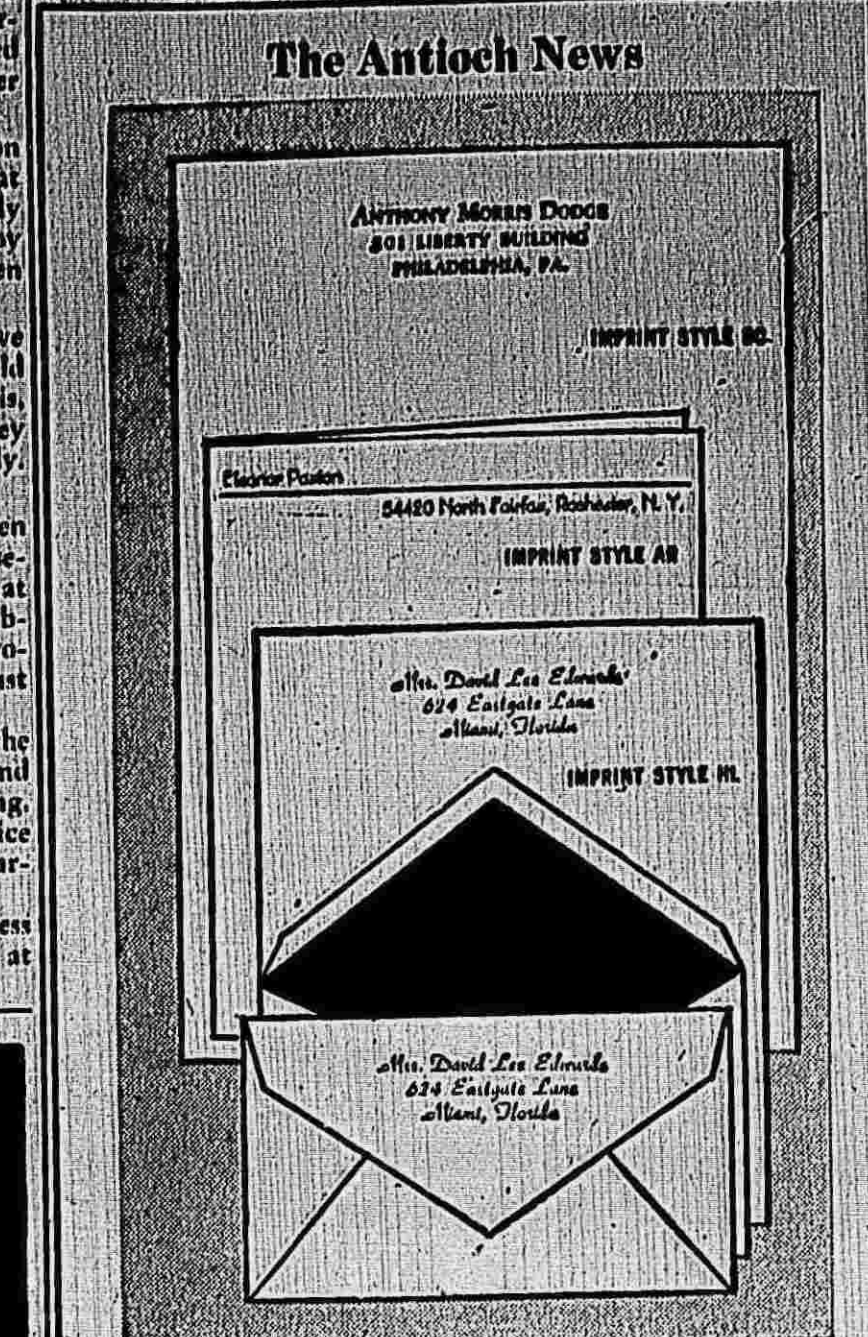 The Antioch News
ANTHONY MORRIS DODGE
801 LIBERTY BUILDING
PHILADELPHIA, PA.
IMPRINT STYLE SC
Eleanor Paxton
54420 North Fairfax, Rochester, N. Y.
IMPRINT STYLE AR
Mrs. David Lee Edwards
624 Eastgate Lane
Miami, Florida
IMPRINT STYLE HL
Mrs. David Lee Edwards
624 Eastgate Lane
Miami, Florida